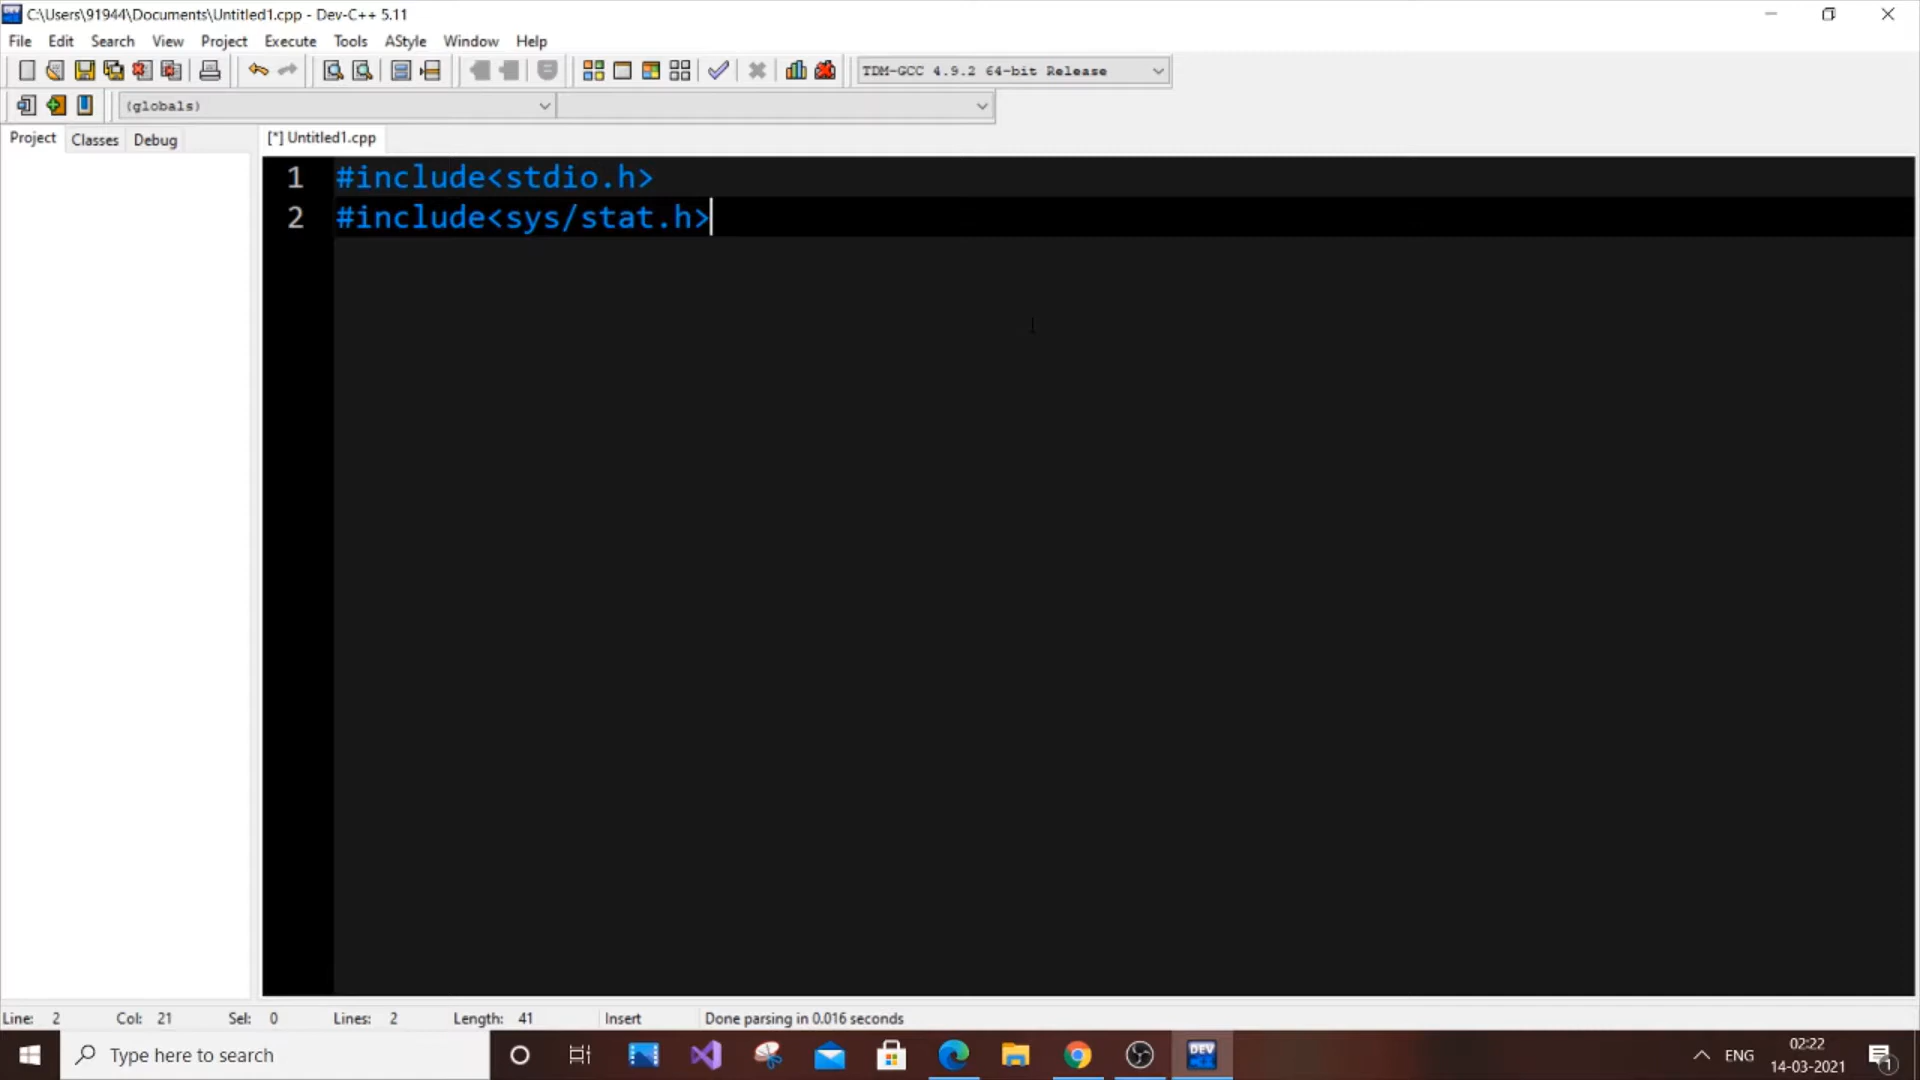 C:\Users\91944\Documents\Untitled1.cpp - Dev-C++ 5.11
File Edit Search View Project Execute Tools AStyle Window Help
TDM-GCC 4.9.2 64-bit Release
(globals)
Project Classes Debug [*] Untitled1.cpp
1 #include<stdio.h>
2 #include<sys/stat.h>
Line: 2 Col: 21 Sel: 0 Lines: 2 Length: 41 Insert Done parsing in 0.016 seconds
Type here to search
DEV
ENG
02:22
14-03-2021
1